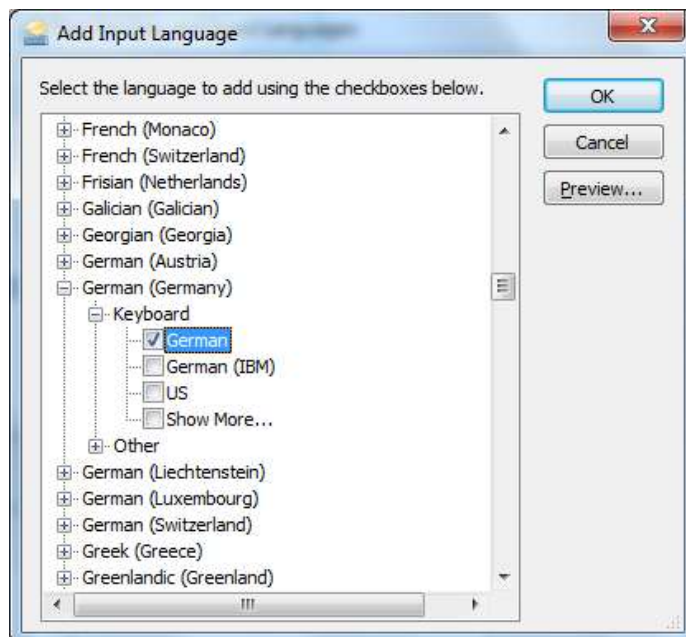 Add Input Language
Select the language to add using the checkboxes below.
OK
Cancel
Preview...
French (Monaco)
French (Switzerland)
Frisian (Netherlands)
Galician (Galician)
Georgian (Georgia)
German (Austria)
German (Germany)
Keyboard
German
German (IBM)
US
Show More...
Other
German (Liechtenstein)
German (Luxembourg)
German (Switzerland)
Greek (Greece)
Greenlandic (Greenland)